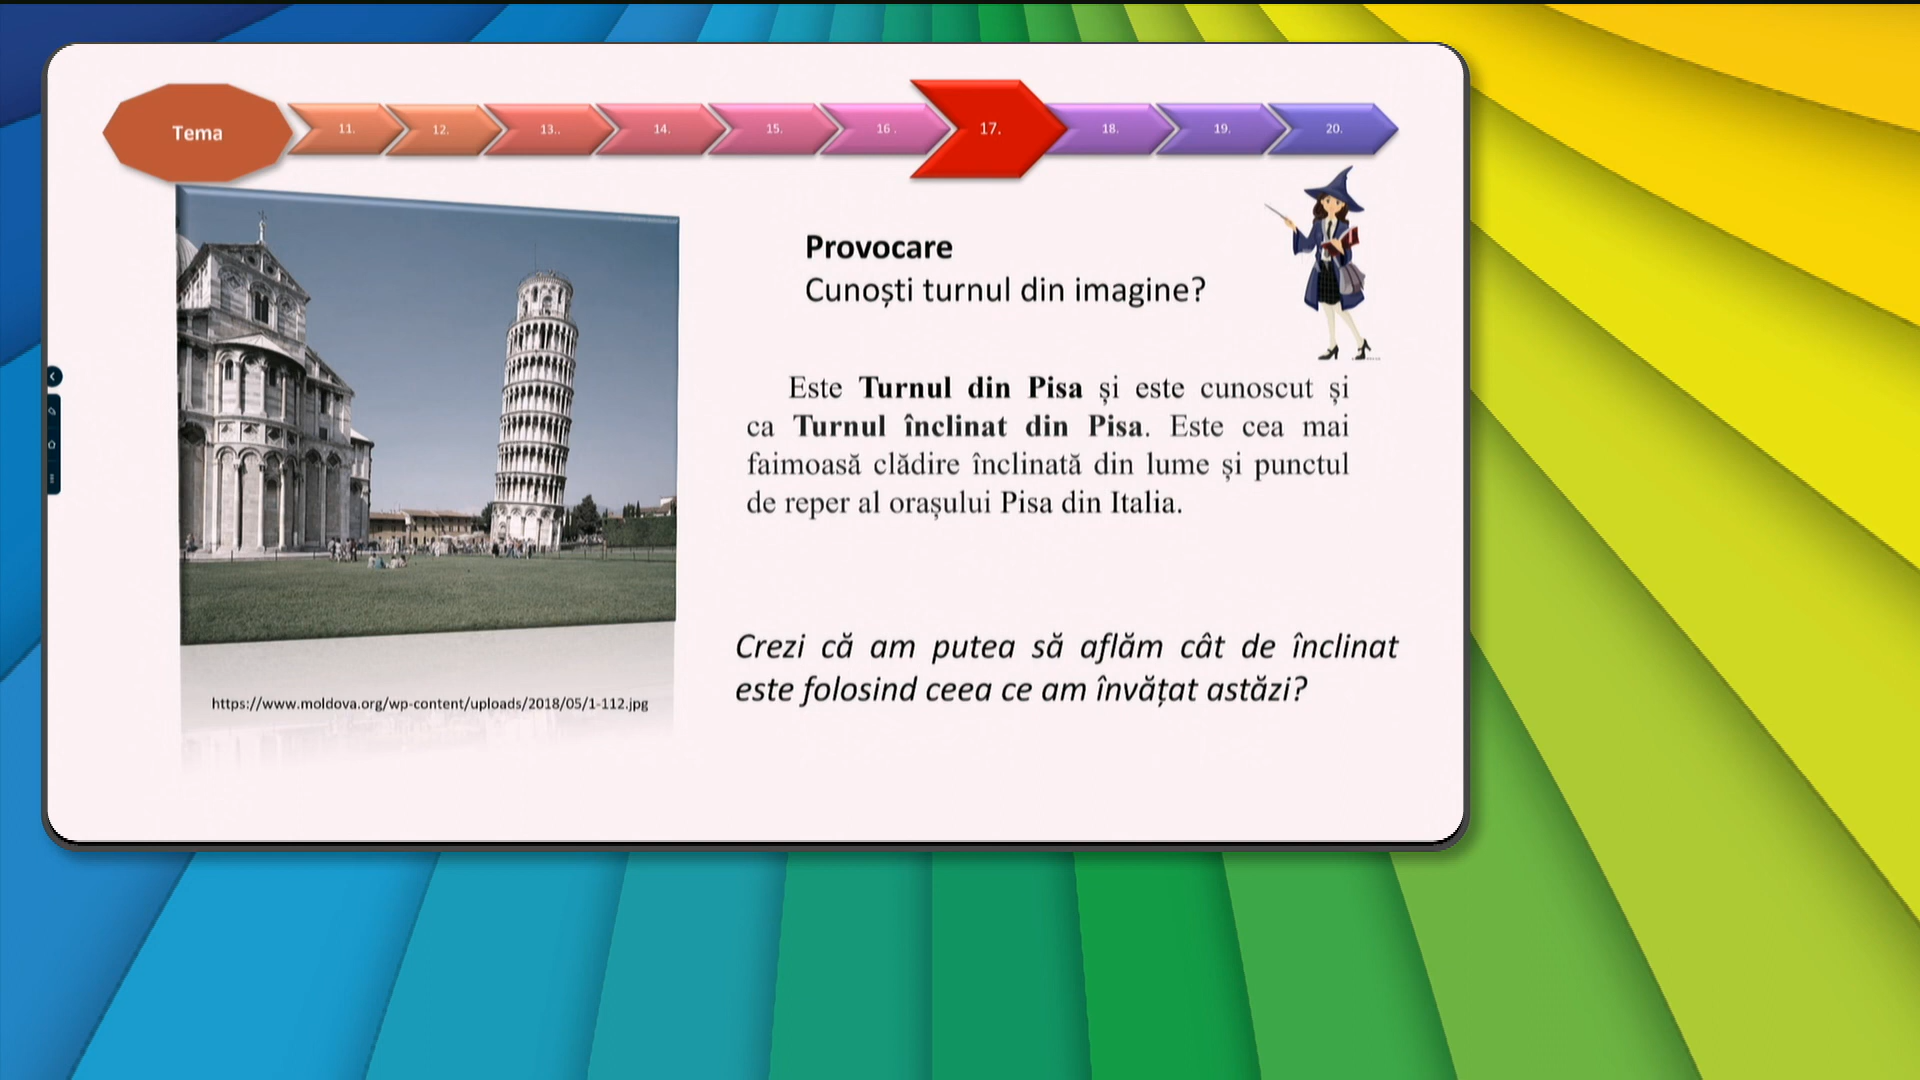 Tema
11.
12.
13..
14.
15.
16 .
17.
18.
19.
20.
Provocare
Cunoști turnul din imagine?
Este Turnul din Pisa și este cunoscut și
ca Turnul înclinat din Pisa. Este cea mai
faimoasă clădire înclinată din lume și punctul
de reper al orașului Pisa din Italia.
Crezi că am putea să aflăm cât de înclinat
este folosind ceea ce am învățat astăzi?
https://www.moldova.org/wp-content/uploads/2018/05/1-112.jpg